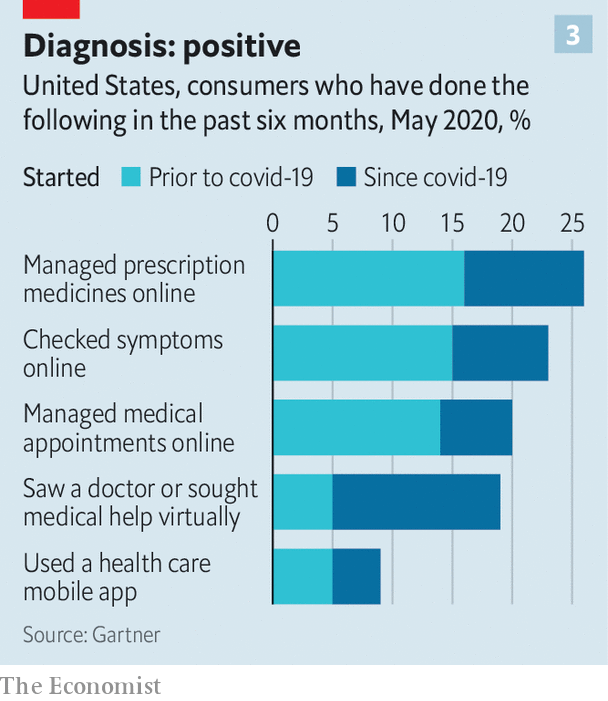 3
Diagnosis: positive
United States, consumers who have done the
following in the past six months, May 2020, %
Started Prior to covid-19 Since covid-19
0 5 10 15 20 25
Managed prescription
medicines online
Checked symptoms
online
Managed medical
appointments online
Saw a doctor or sought
medical help virtually
Used a health care
mobile app
Source: Gartner
The Economist